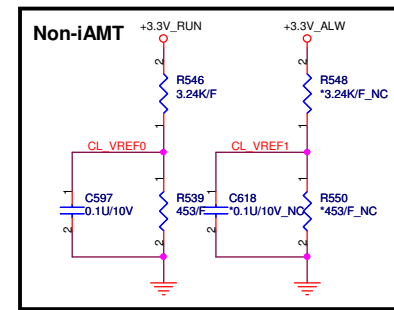 Non-iAMT
+3.3V_RUN
+3.3V_ALW
2
2
R546
3.24K/F
R548
*3.24K/F_NC
1
1
CL_VREF0
CL_VREF1
1
1
1
1
C597
0.1U/10V
R539
453/F
C618
*0.1U/10V_NC
R550
*453/F_NC
2
2
2
2